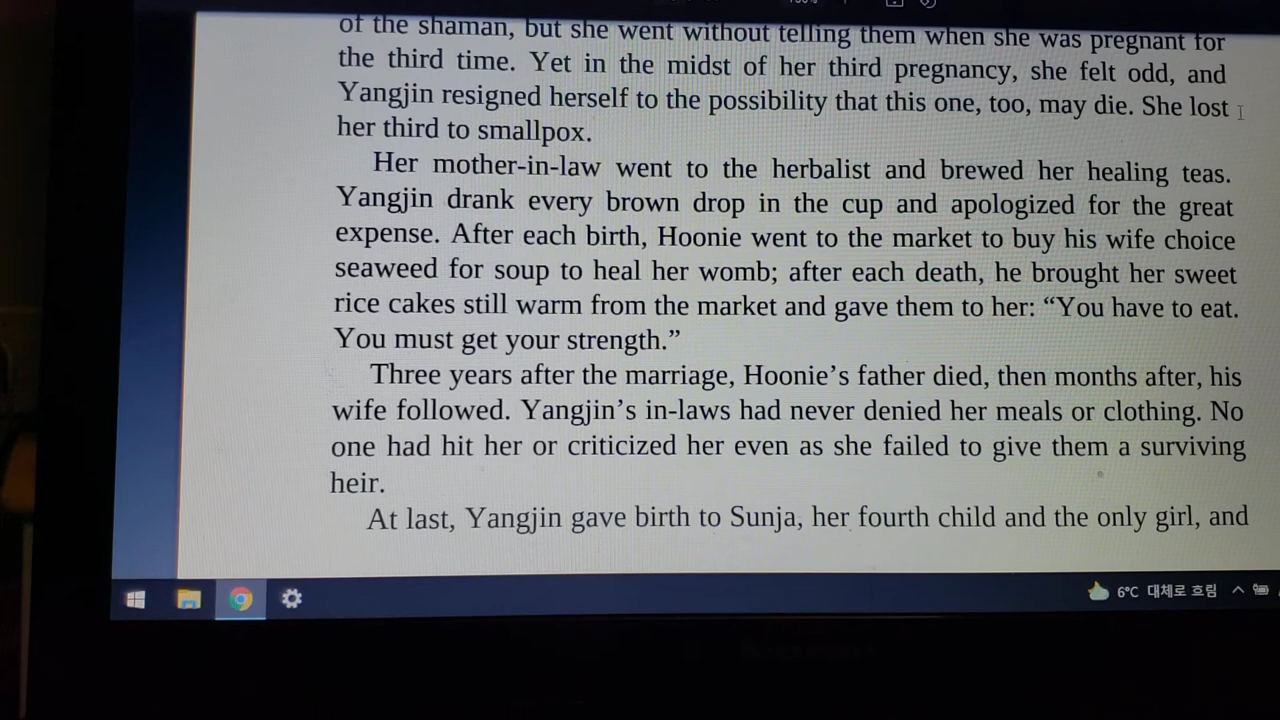 of the shaman, but she went without telling them when she was pregnant for
the third time. Yet in the midst of her third pregnancy, she felt odd, and
Yangjin resigned herself to the possibility that this one, too, may die. She lost
her third to smallpox.
Her mother-in-law went to the herbalist and brewed her healing teas.
Yangjin drank every brown drop in the cup and apologized for the great
expense. After each birth, Hoonie went to the market to buy his wife choice
seaweed for soup to heal her womb; after each death, he brought her sweet
rice cakes still warm from the market and gave them to her: “You have to eat.
You must get your strength.”
Three years after the marriage, Hoonie’s father died, then months after, his
wife followed. Yangjin’s in-laws had never denied her meals or clothing. No
one had hit her or criticized her even as she failed to give them a surviving
heir.
At last, Yangjin gave birth to Sunja, her fourth child and the only girl, and
6°C 대체로 흐림